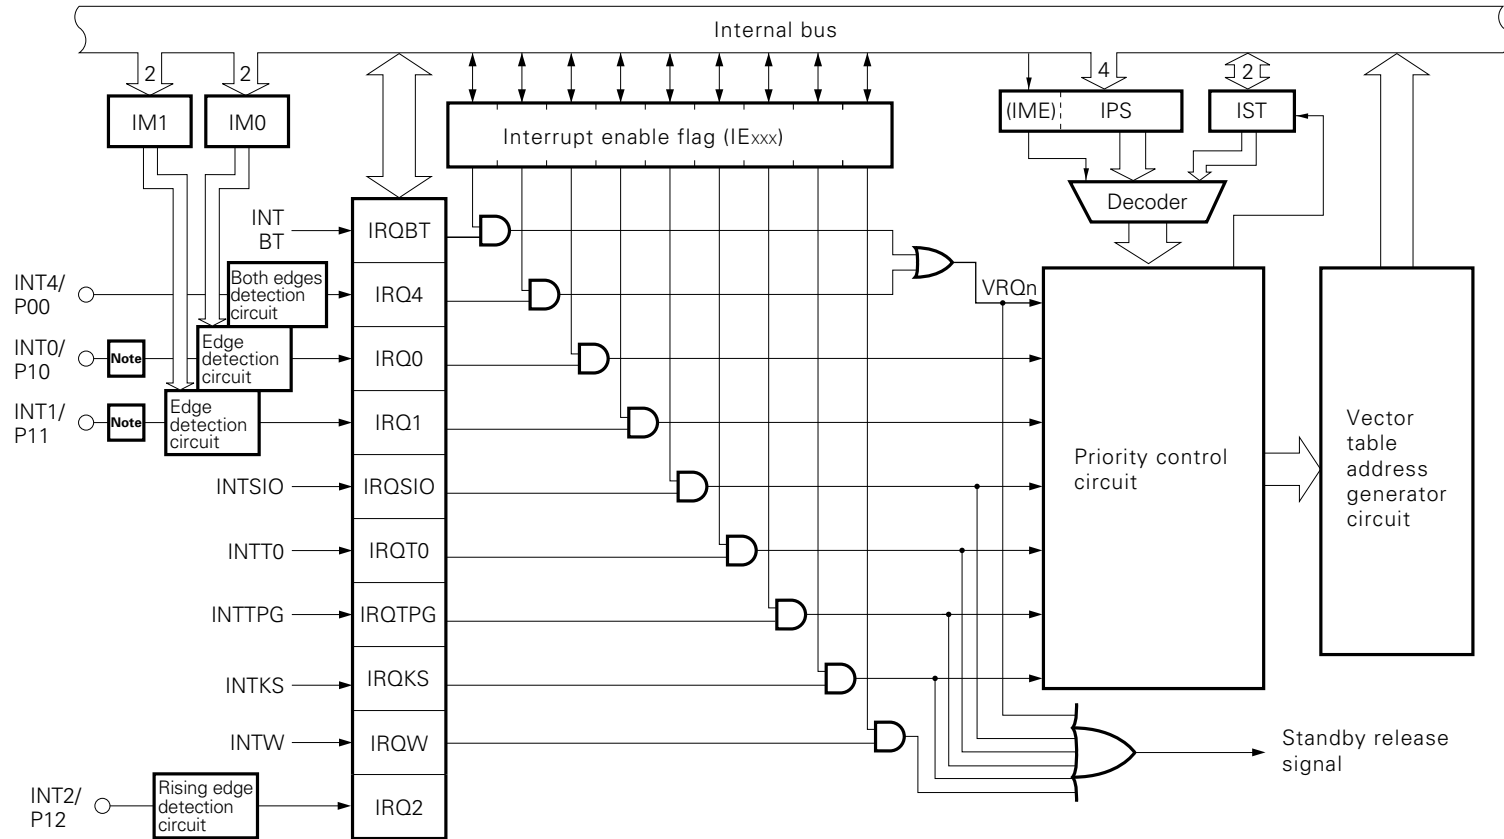 Internal bus
2
2
4
2
IM1
IM0
(IME)
IPS
IST
Interrupt enable flag (IExxx)
Decoder
INT
BT
IRQBT
INT4/
P00
Both edges
detection
circuit
IRQ4
VRQn
INT0/
P10
Note
Edge
detection
circuit
IRQ0
INT1/
P11
Note
Edge
detection
circuit
IRQ1
Priority control
circuit
Vector
table
address
generator
circuit
INTSIO
IRQSIO
INTT0
IRQT0
INTTPG
IRQTPG
INTKS
IRQKS
INTW
IRQW
Standby release
signal
INT2/
P12
Rising edge
detection
circuit
IRQ2